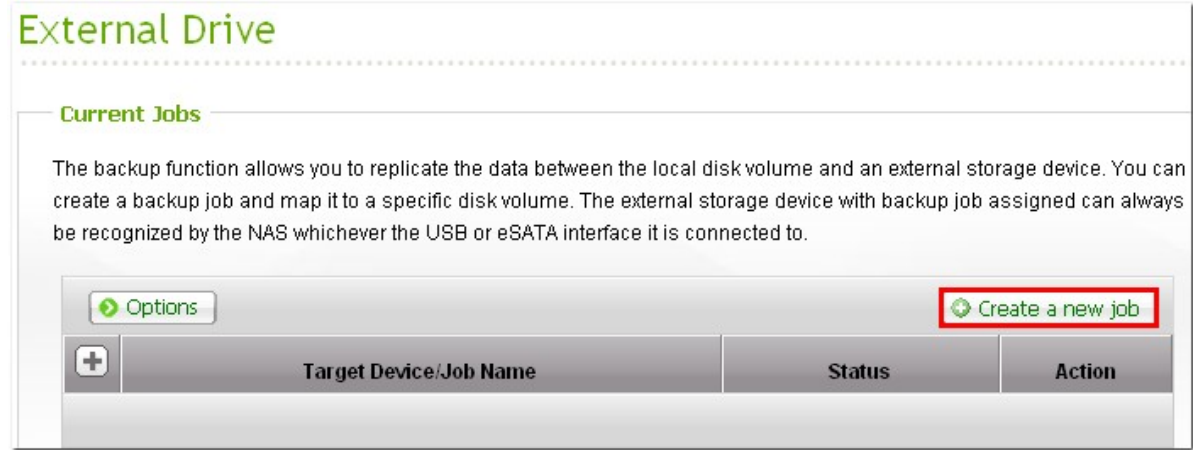 External Drive
Current Jobs
The backup function allows you to replicate the data between the local disk volume and an external storage device. You can
create a backup job and map it to a specific disk volume. The external storage device with backup job assigned can always
be recognized by the NAS whichever the USB or eSATA interface it is connected to.
Options
Create a new job
Target Device/Job Name
Status
Action